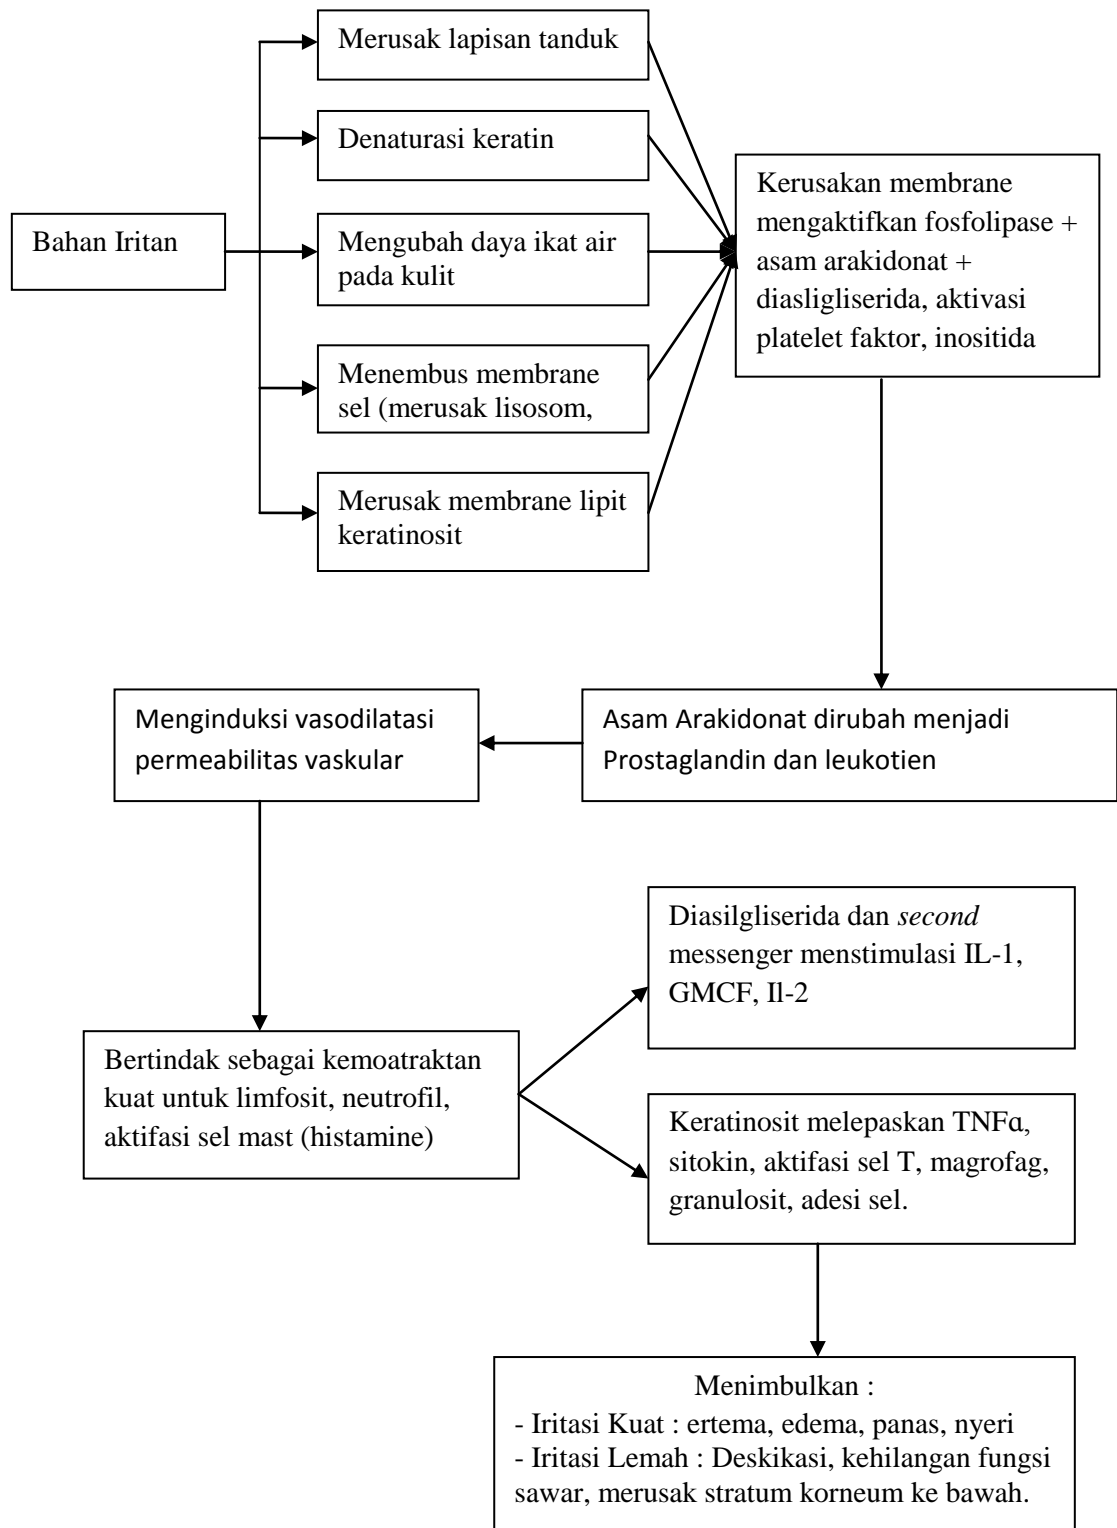 Merusak lapisan tanduk
Denaturasi keratin
Bahan Iritan
Mengubah daya ikat air
pada kulit
Menembus membrane
sel (merusak lisosom,
Merusak membrane lipit
keratinosit
Kerusakan membrane
mengaktifkan fosfolipase +
asam arakidonat +
diasligliserida, aktivasi
platelet faktor, inositida
Asam Arakidonat dirubah menjadi
Prostaglandin dan leukotien
Menginduksi vasodilatasi
permeabilitas vaskular
Bertindak sebagai kemoatraktan
kuat untuk limfosit, neutrofil,
aktifasi sel mast (histamine)
Diasilgliserida dan second
messenger menstimulasi IL-1,
GMCF, Il-2
Keratinosit melepaskan TNFα,
sitokin, aktifasi sel T, magrofag,
granulosit, adesi sel.
Menimbulkan :
- Iritasi Kuat : ertema, edema, panas, nyeri
- Iritasi Lemah : Deskikasi, kehilangan fungsi
sawar, merusak stratum korneum ke bawah.